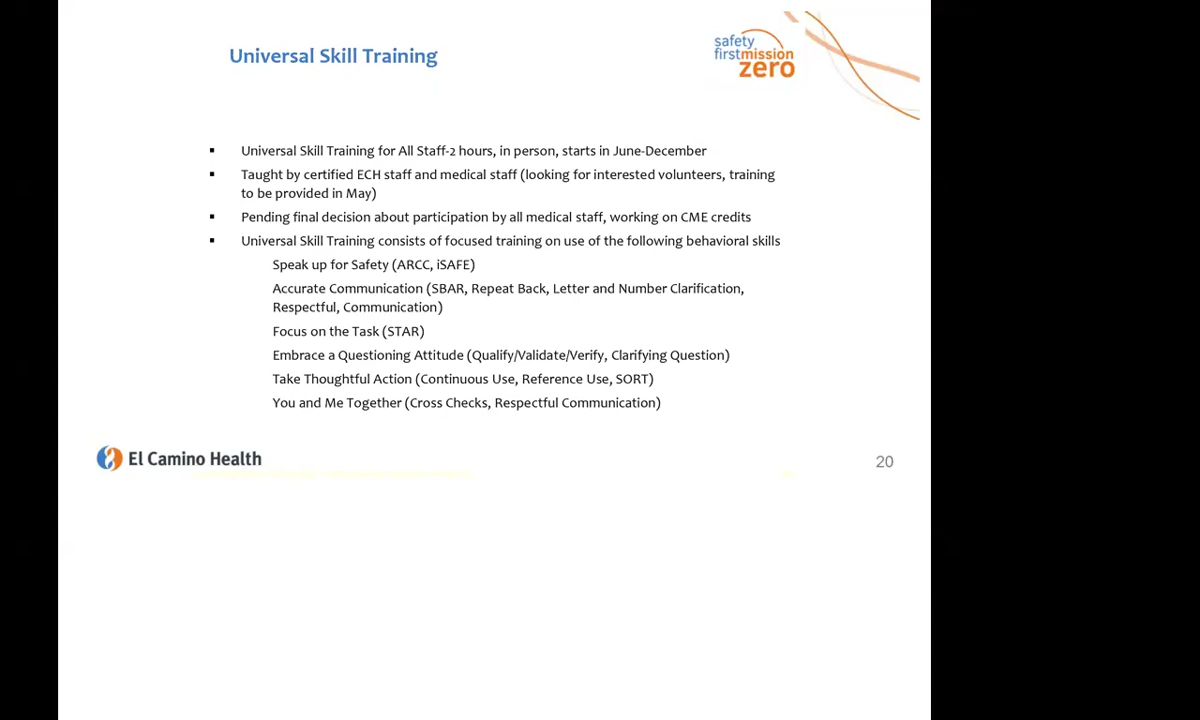 Universal Skill Training
safety
firstmission
zero
▪ Universal Skill Training for All Staff-2 hours, in person, starts in June-December
▪ Taught by certified ECH staff and medical staff (looking for interested volunteers, training
to be provided in May)
▪ Pending final decision about participation by all medical staff, working on CME credits
▪ Universal Skill Training consists of focused training on use of the following behavioral skills
Speak up for Safety (ARCC, iSAFE)
Accurate Communication (SBAR, Repeat Back, Letter and Number Clarification,
Respectful, Communication)
Focus on the Task (STAR)
Embrace a Questioning Attitude (Qualify/Validate/Verify, Clarifying Question)
Take Thoughtful Action (Continuous Use, Reference Use, SORT)
You and Me Together (Cross Checks, Respectful Communication)
El Camino Health
20